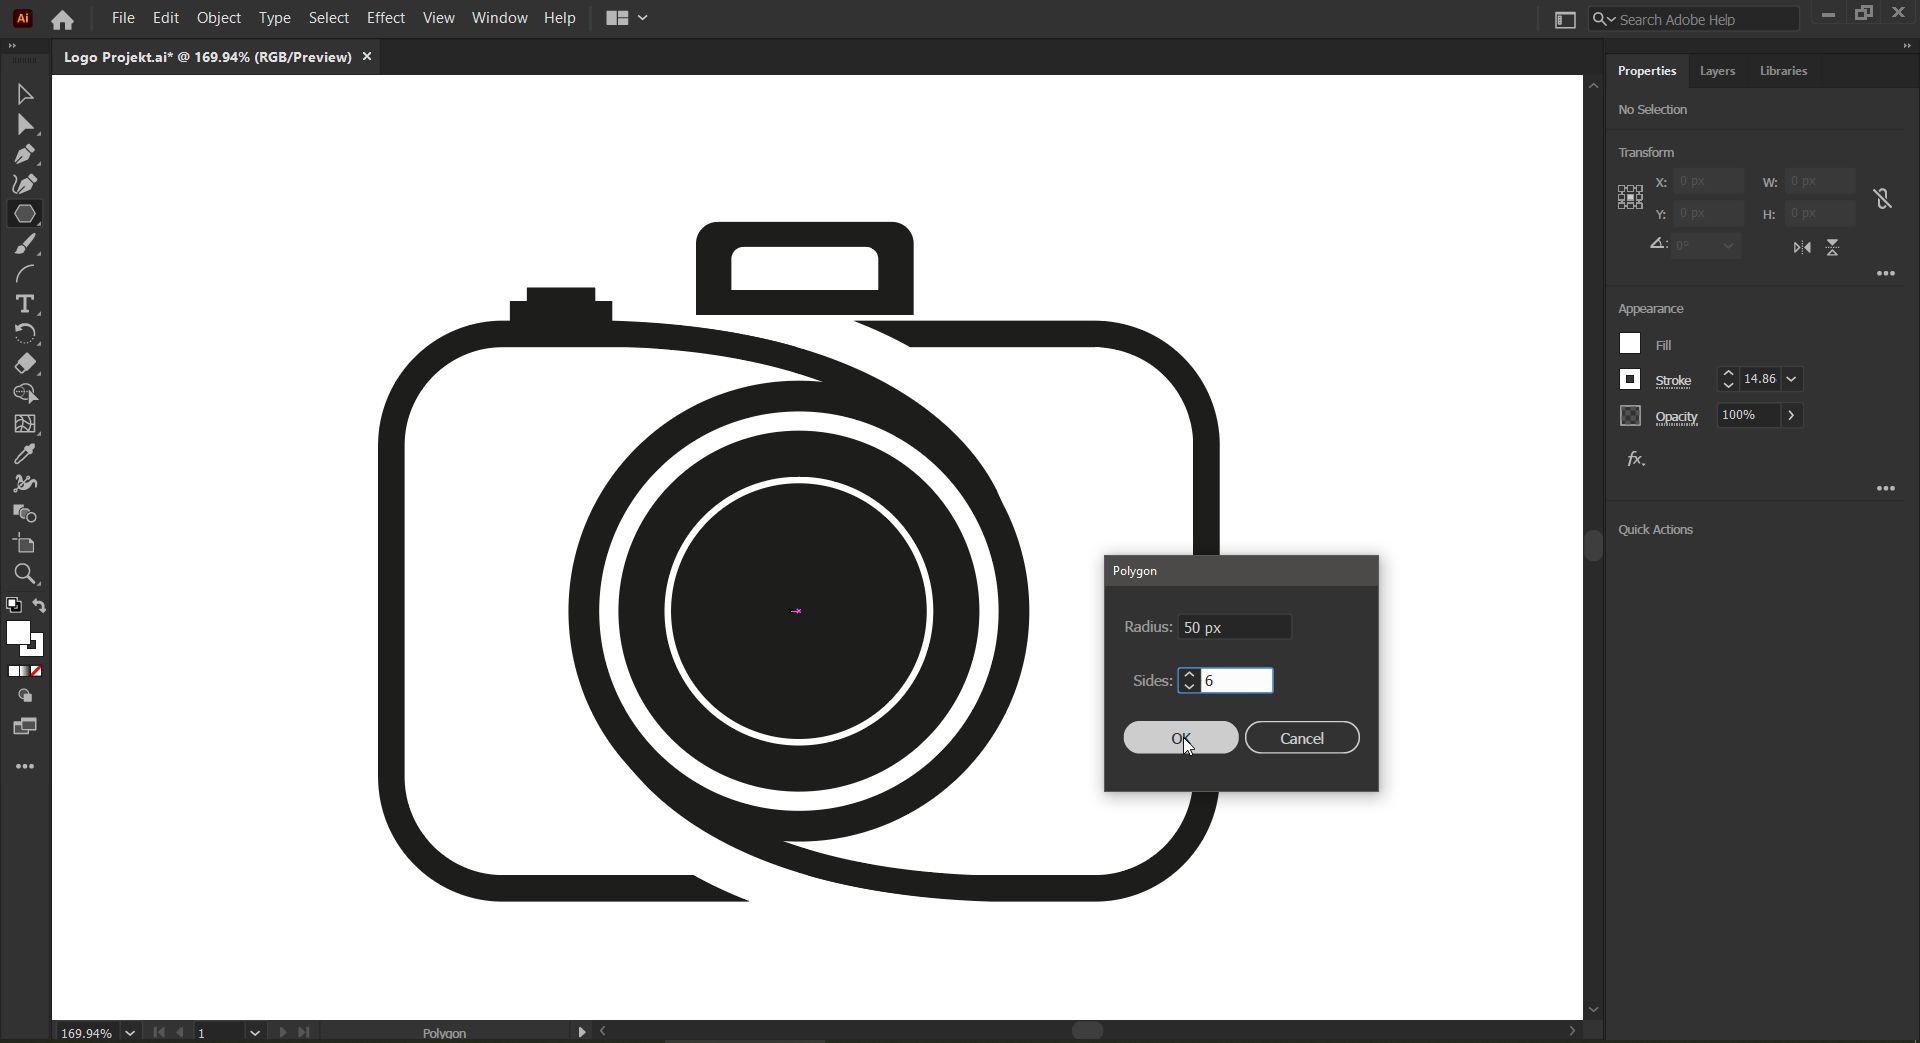 Ai File Edit Object Type Select Effect View Window Help Search Adobe Help
Logo Projekt.ai* @ 169.94% (RGB/Preview) ×
Properties Layers Libraries
No Selection
Transform
X: 0 px W: 0 px
Y: 0 px H: 0 px
0°
Appearance
Fill
Stroke 14.86
Opacity 100%
fx.
Quick Actions
Polygon
Radius: 50 px
Sides: 6
OK Cancel
169.94% 1 Polygon